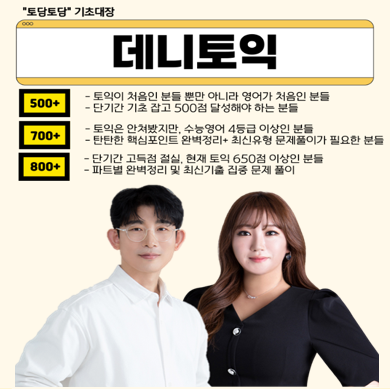 "토당토당" 기초대장
데니토익
500+
- 토익이 처음인 분들 뿐만 아니라 영어가 처음인 분들
- 단기간 기초 잡고 500점 달성해야 하는 분들
700+
- 토익은 안쳐봤지만, 수능영어 4등급 이상인 분들
- 탄탄한 핵심포인트 완벽정리+ 최신유형 문제풀이가 필요한 분들
800+
- 단기간 고득점 절실, 현재 토익 650점 이상인 분들
- 파트별 완벽정리 및 최신기출 집중 문제 풀이